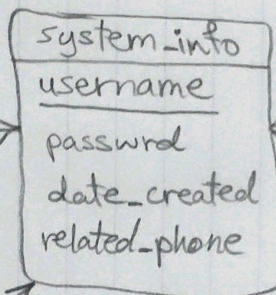 system_info
username
passwrd
date_created
related_phone